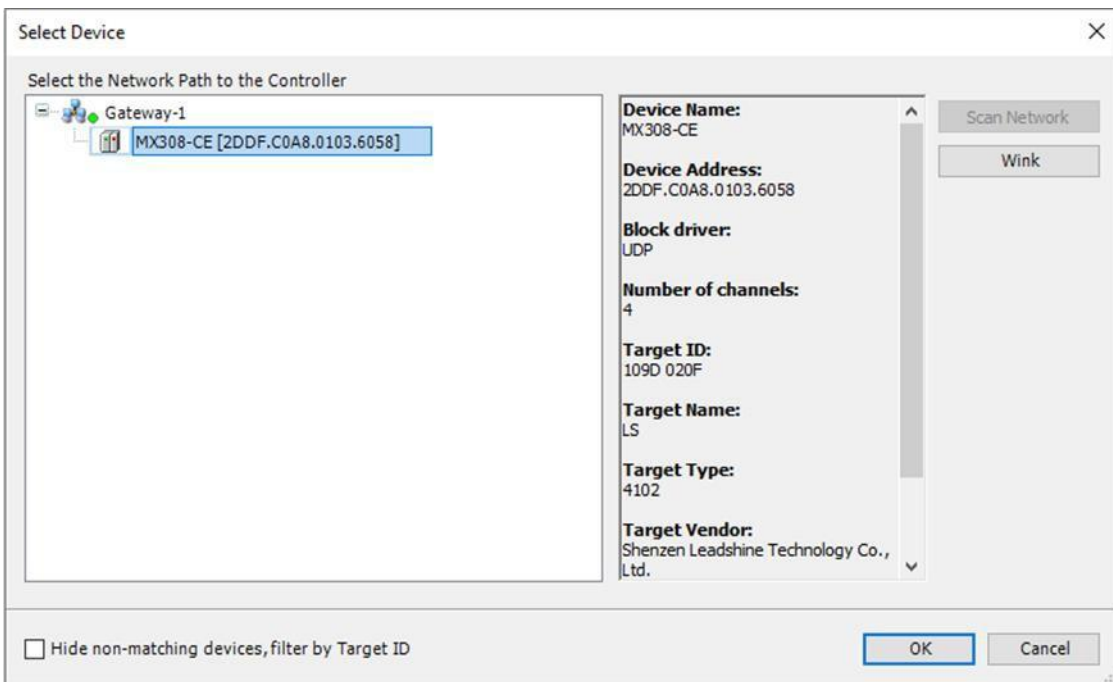 Select Device
Select the Network Path to the Controller
Gateway-1
MX308-CE [2DDF.C0A8.0103.6058]
Device Name:
MX308-CE
Device Address:
2DDF.C0A8.0103.6058
Block driver:
UDP
Number of channels:
4
Target ID:
109D 020F
Target Name:
LS
Target Type:
4102
Target Vendor:
Shenzen Leadshine Technology Co.,
Ltd.
Scan Network
Wink
Hide non-matching devices, filter by Target ID
OK
Cancel